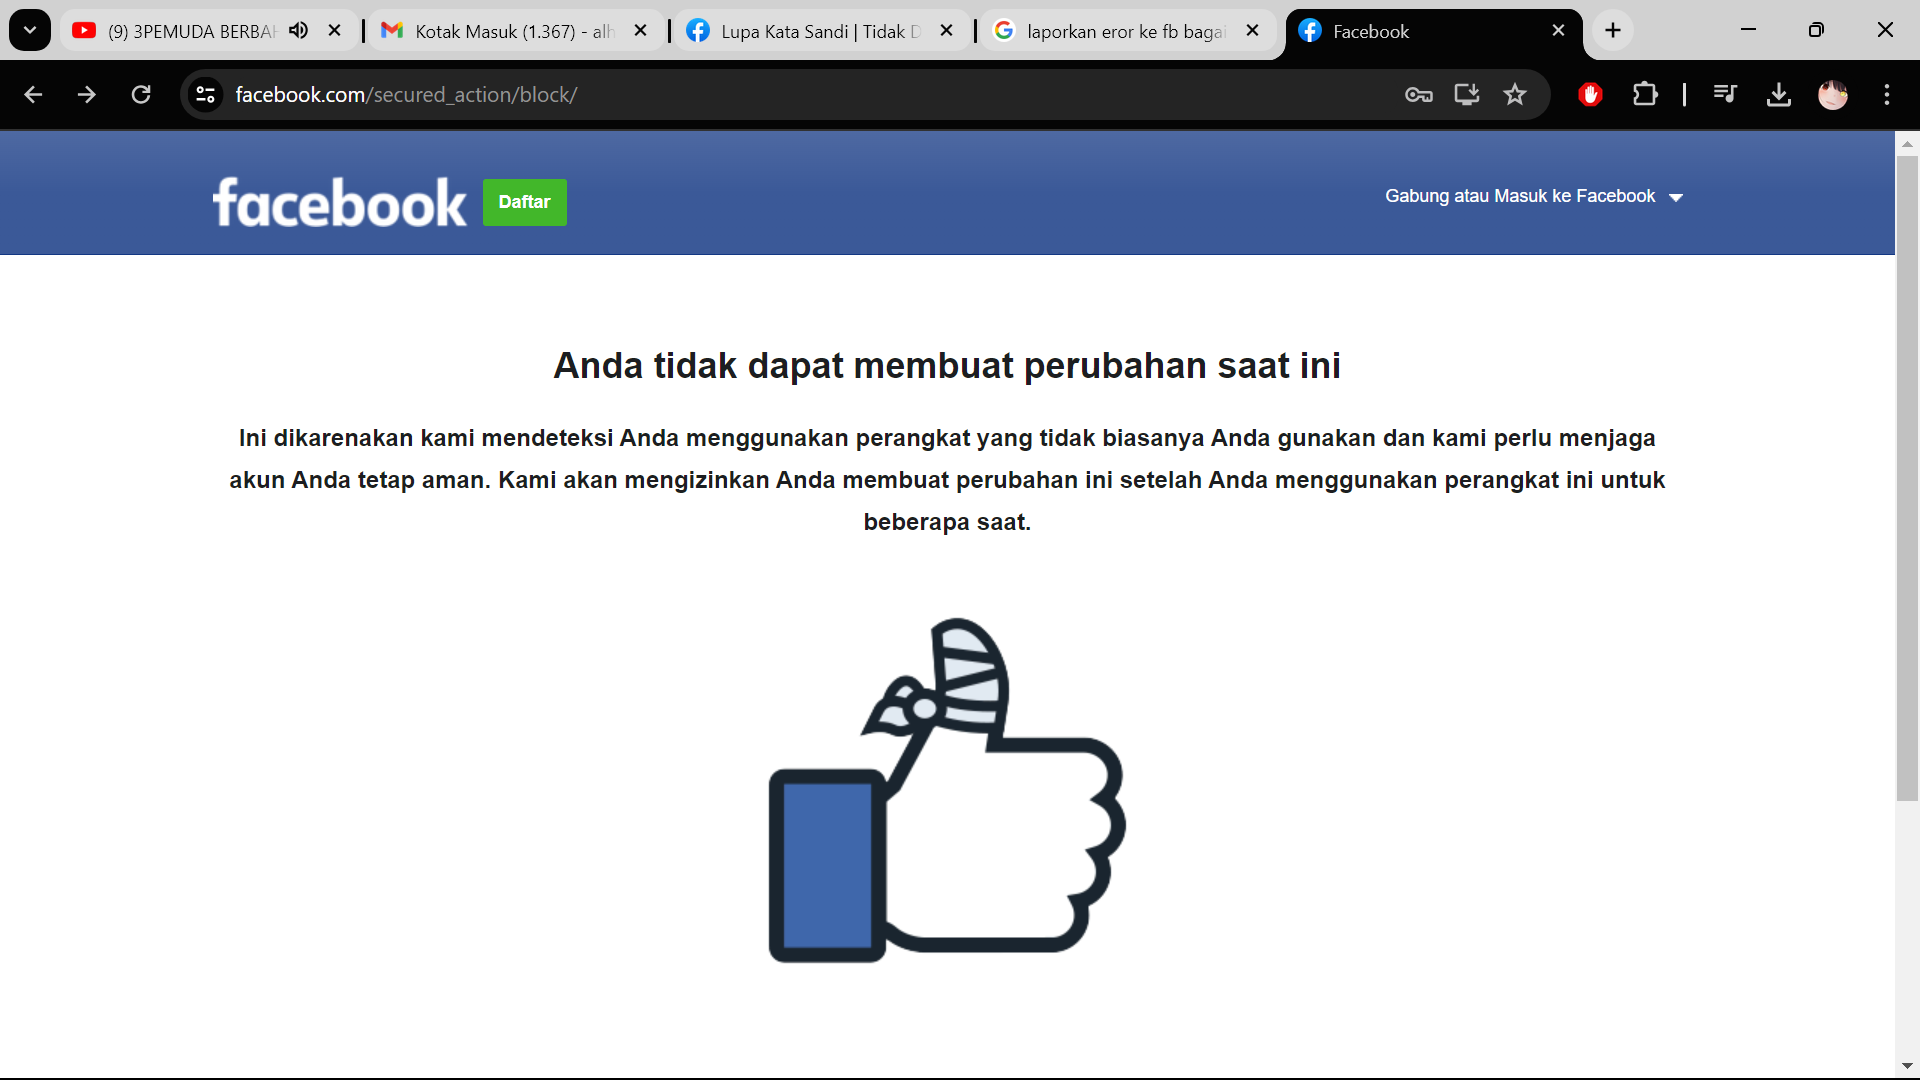 (9) 3PEMUDA BERBAH
Kotak Masuk (1.367) - alh
Lupa Kata Sandi | Tidak D
laporkan eror ke fb bagai
Facebook
facebook.com/secured_action/block/
facebook
Daftar
Gabung atau Masuk ke Facebook
Anda tidak dapat membuat perubahan saat ini
Ini dikarenakan kami mendeteksi Anda menggunakan perangkat yang tidak biasanya Anda gunakan dan kami perlu menjaga
akun Anda tetap aman. Kami akan mengizinkan Anda membuat perubahan ini setelah Anda menggunakan perangkat ini untuk
beberapa saat.